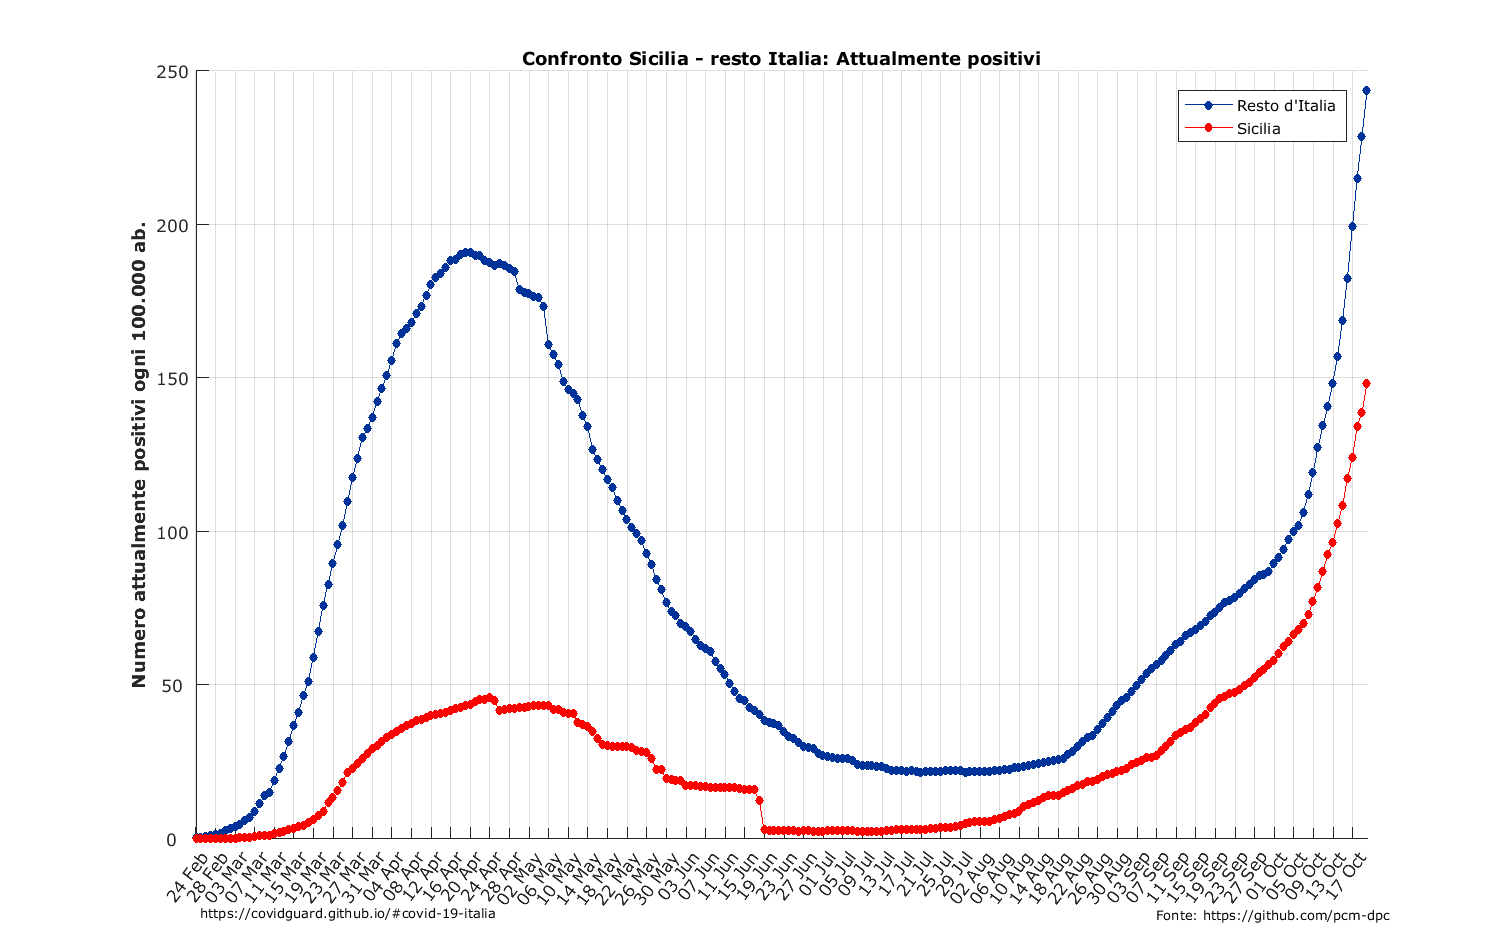 Confronto Sicilia - resto Italia: Attualmente positivi
250
200
150
100
50
0
Numero attualmente positivi ogni 100.000 ab.
Resto d'Italia
Sicilia
24 Feb
28 Feb
03 Mar
07 Mar
11 Mar
15 Mar
19 Mar
23 Mar
27 Mar
31 Mar
04 Apr
08 Apr
12 Apr
16 Apr
20 Apr
24 Apr
28 Apr
02 May
06 May
10 May
14 May
18 May
22 May
26 May
30 May
03 Jun
07 Jun
11 Jun
15 Jun
19 Jun
23 Jun
27 Jun
01 Jul
05 Jul
09 Jul
13 Jul
17 Jul
21 Jul
25 Jul
29 Jul
02 Aug
06 Aug
10 Aug
14 Aug
18 Aug
22 Aug
26 Aug
30 Aug
03 Sep
07 Sep
11 Sep
15 Sep
19 Sep
23 Sep
27 Sep
01 Oct
05 Oct
09 Oct
13 Oct
17 Oct
https://covidguard.github.io/#covid-19-italia
Fonte: https://github.com/pcm-dpc